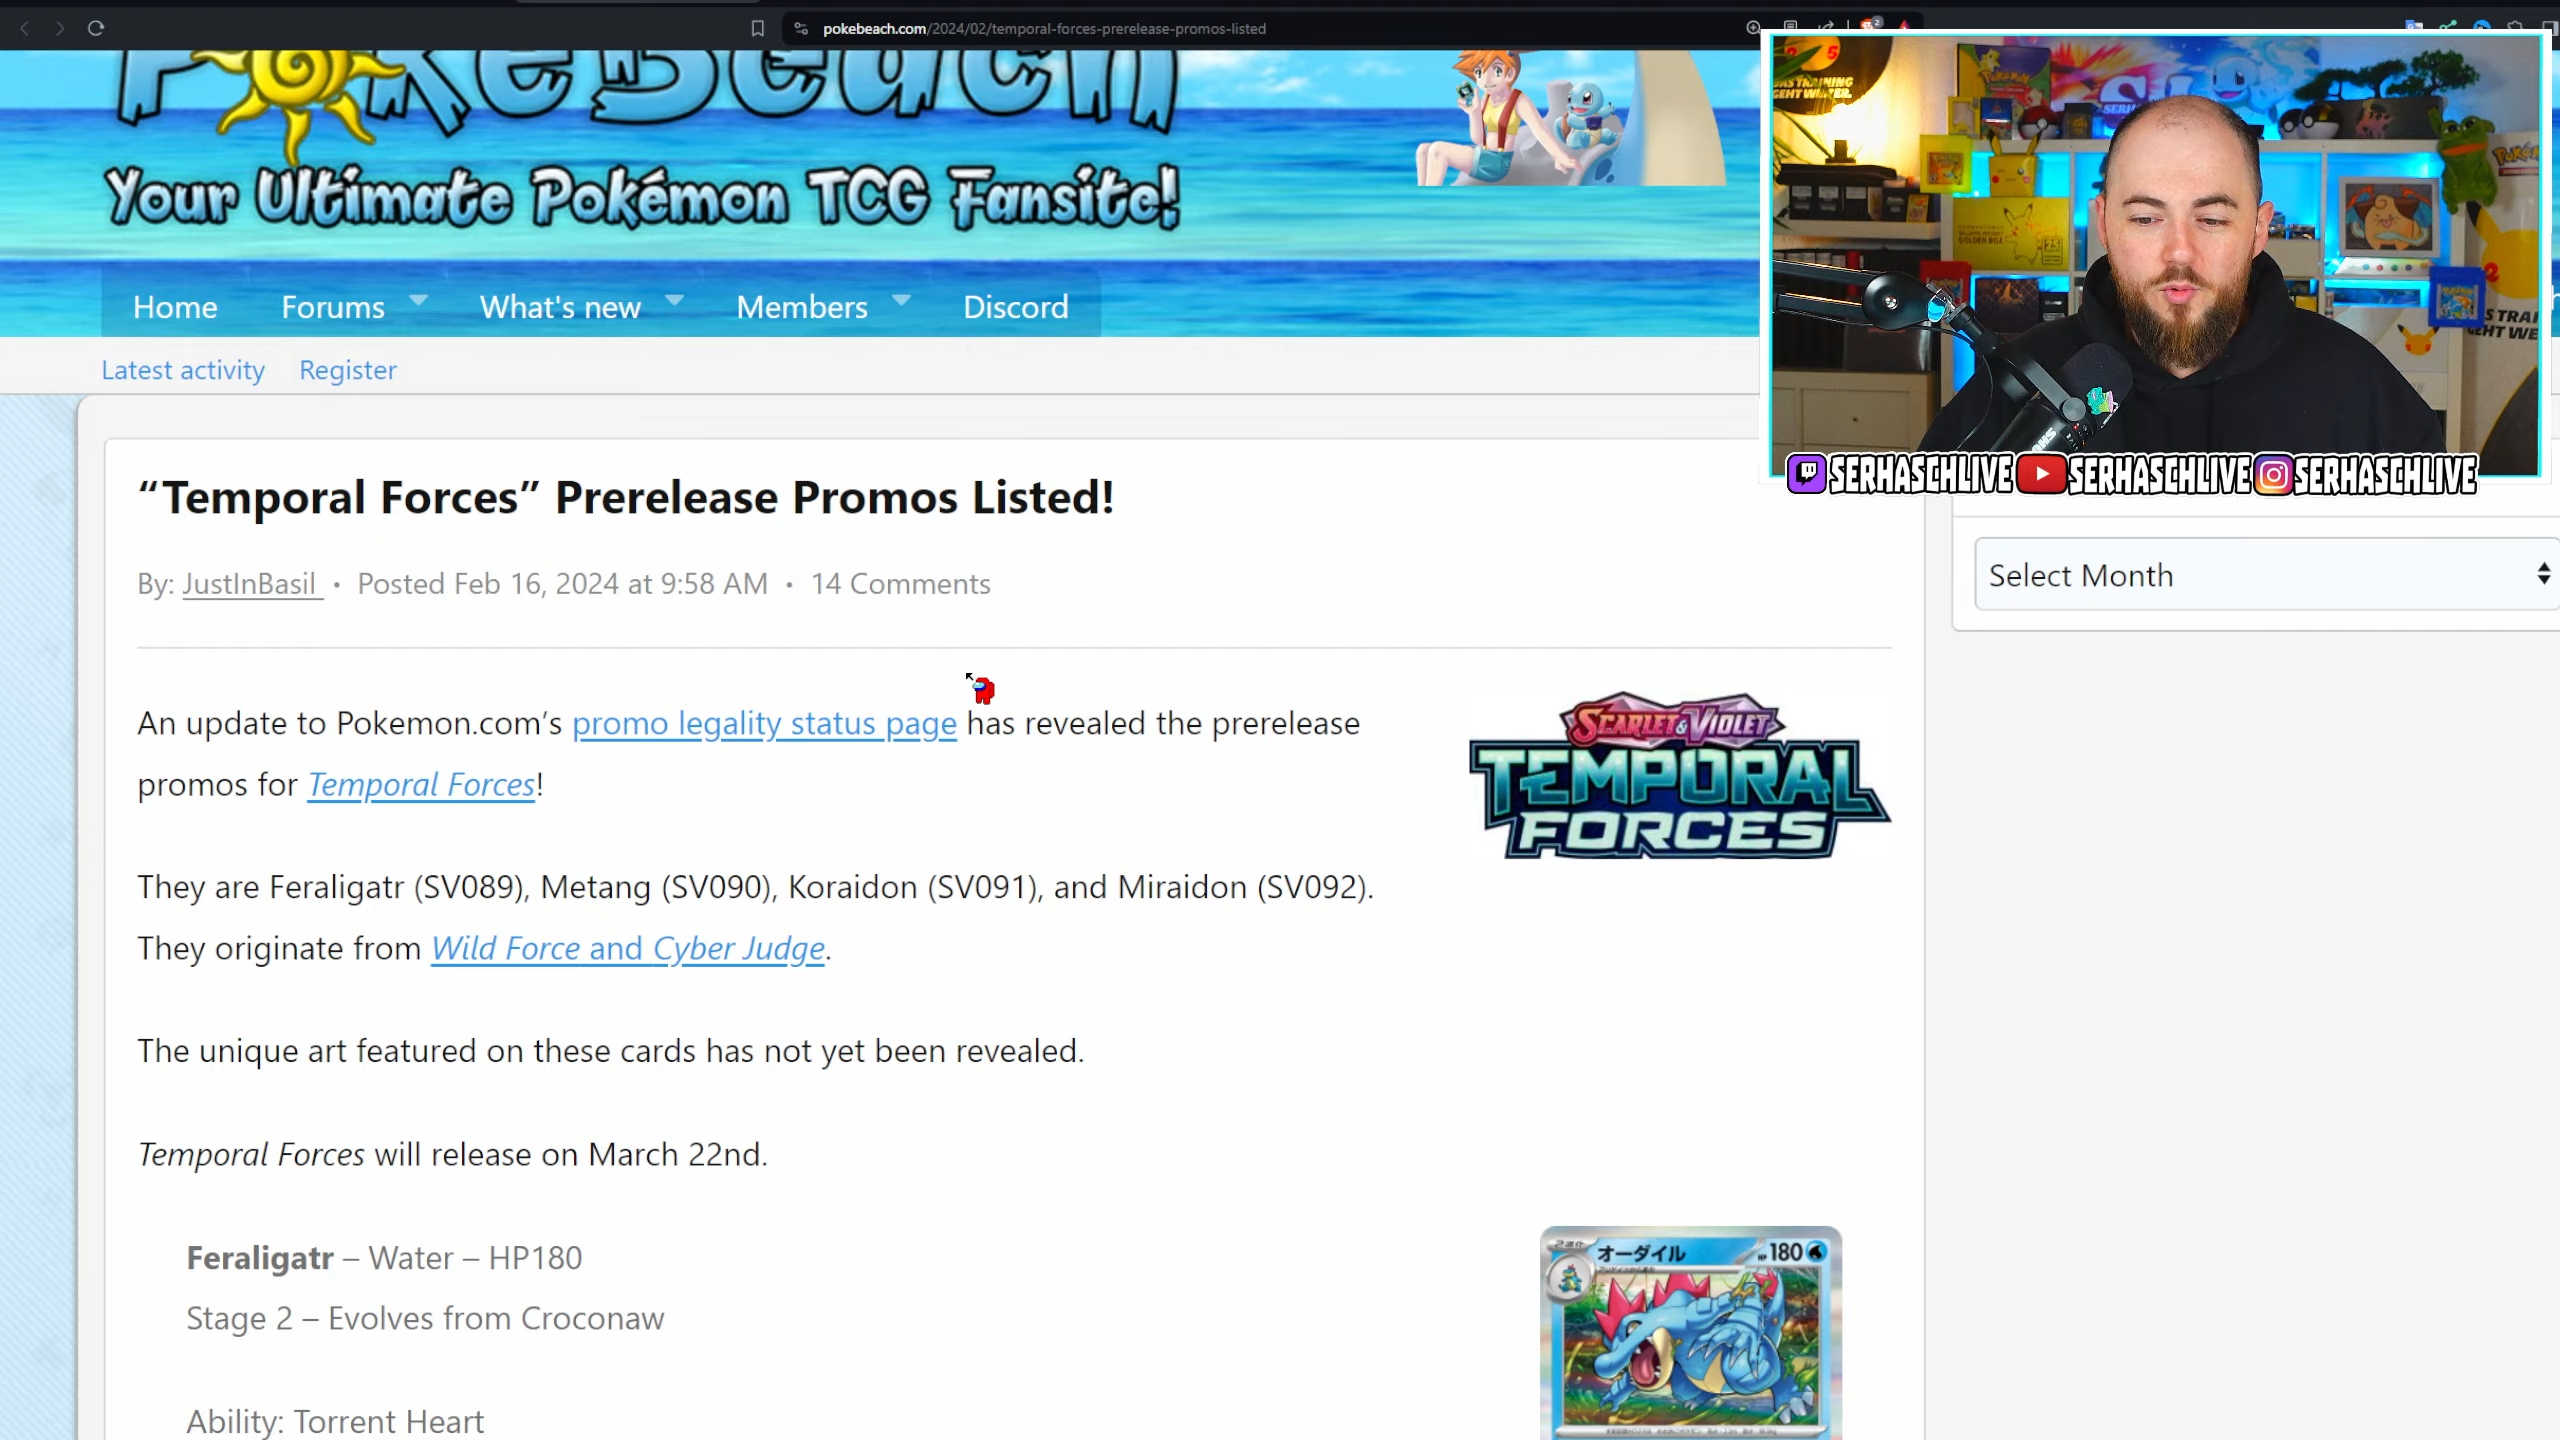 pokebeach.com/2024/02/temporal-forces-prerelease-promos-listed
2
PokéBeach
Your Ultimate Pokémon TCG Fansite!
Home
Forums
What's new
Members
Discord
Latest activity
Register
SERHASCHLIVE
SERHASCHLIVE
SERHASCHLIVE
“Temporal Forces” Prerelease Promos Listed!
By: JustInBasil • Posted Feb 16, 2024 at 9:58 AM • 14 Comments
Select Month
An update to Pokemon.com’s promo legality status page has revealed the prerelease
promos for Temporal Forces!
SCARLET & VIOLET
TEMPORAL
FORCES
They are Feraligatr (SV089), Metang (SV090), Koraidon (SV091), and Miraidon (SV092).
They originate from Wild Force and Cyber Judge.
The unique art featured on these cards has not yet been revealed.
Temporal Forces will release on March 22nd.
Feraligatr – Water – HP180
Stage 2 – Evolves from Croconaw
Ability: Torrent Heart
2進化 オーダイル HP 180